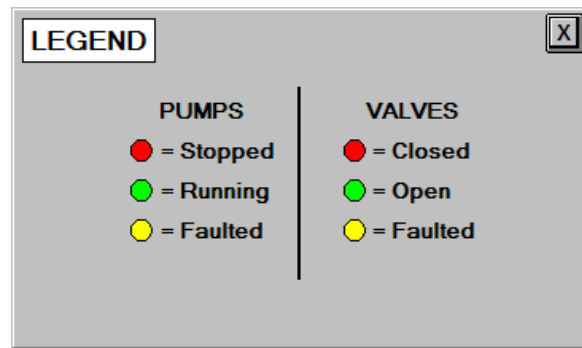 LEGEND
X
PUMPS
= Stopped
= Running
= Faulted
VALVES
= Closed
= Open
= Faulted